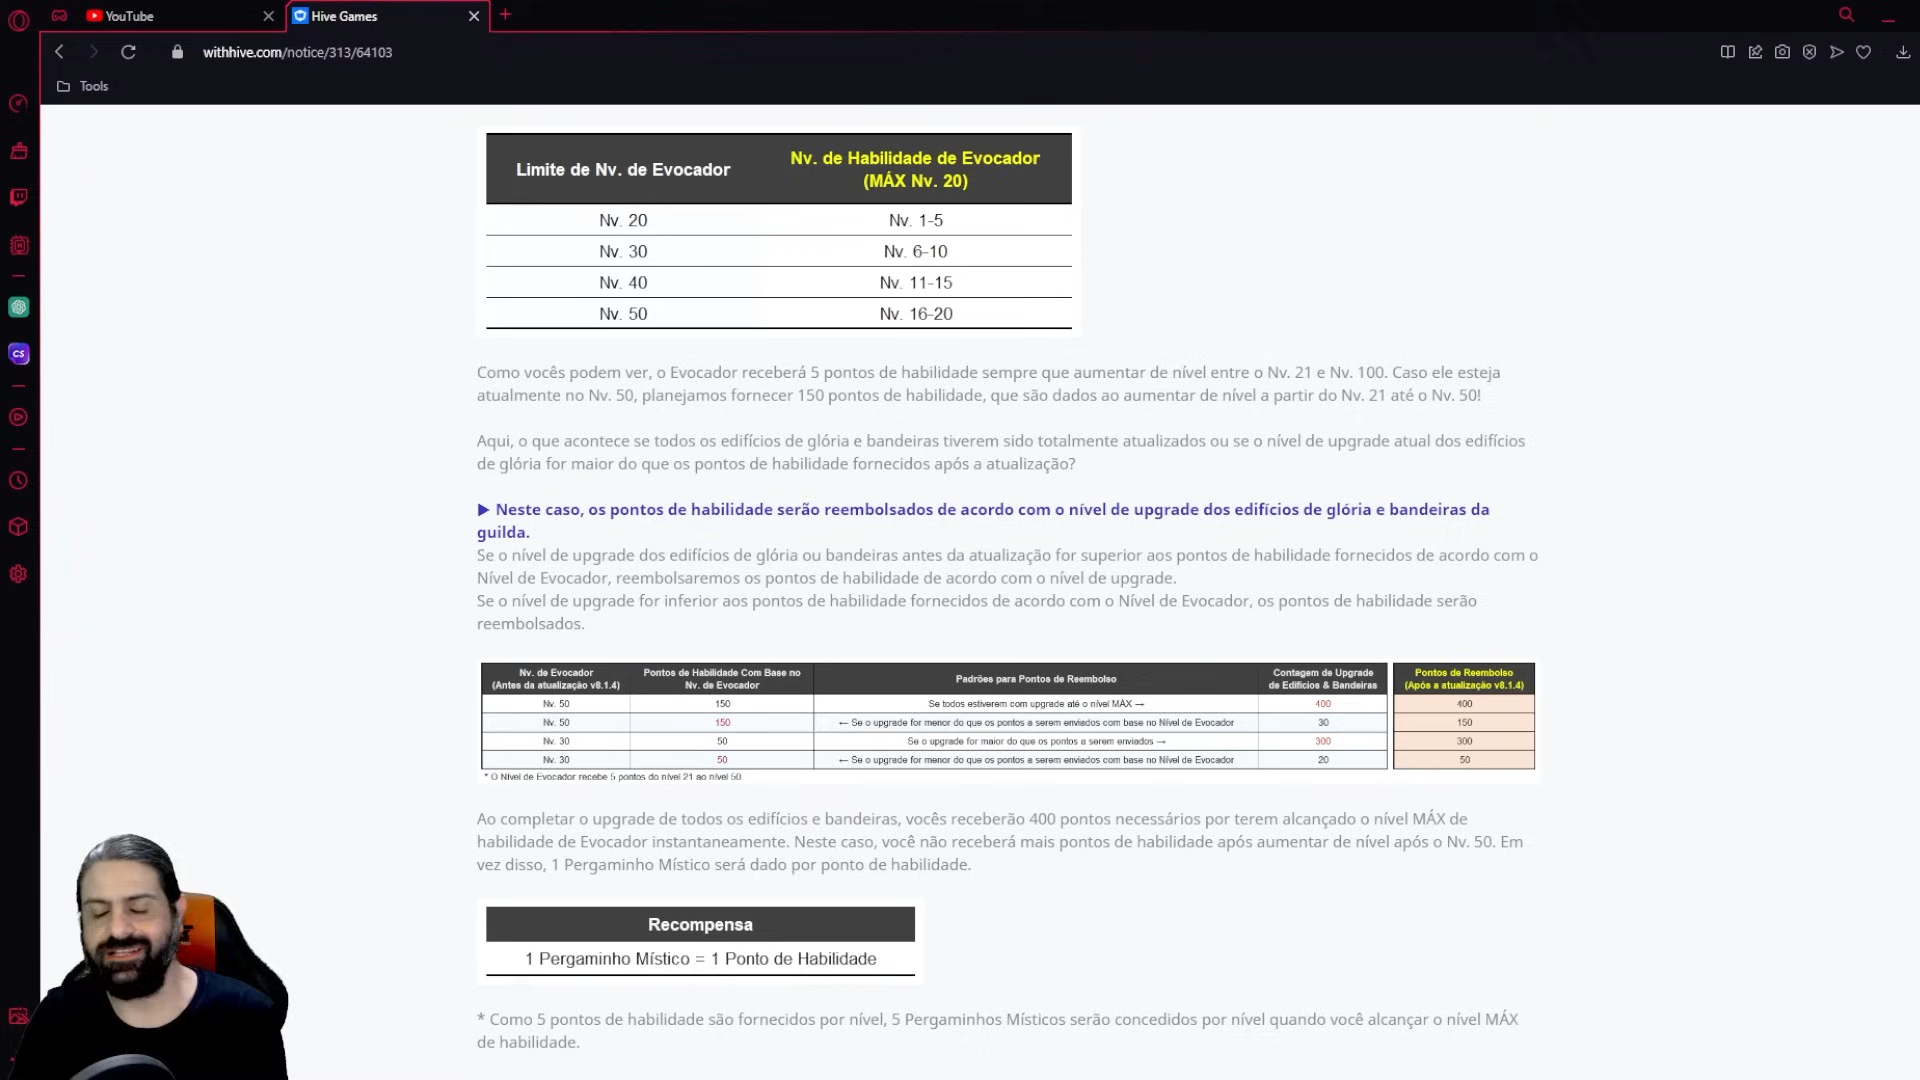 YouTube
Hive Games
withhive.com/notice/313/64103
Tools
Limite de Nv. de Evocador
Nv. de Habilidade de Evocador
(MÁX Nv. 20)
Nv. 20
Nv. 1-5
Nv. 30
Nv. 6-10
Nv. 40
Nv. 11-15
Nv. 50
Nv. 16-20
Como vocês podem ver, o Evocador receberá 5 pontos de habilidade sempre que aumentar de nível entre o Nv. 21 e Nv. 100. Caso ele esteja
atualmente no Nv. 50, planejamos fornecer 150 pontos de habilidade, que são dados ao aumentar de nível a partir do Nv. 21 até o Nv. 50!
Aqui, o que acontece se todos os edifícios de glória e bandeiras tiverem sido totalmente atualizados ou se o nível de upgrade atual dos edifícios
de glória for maior do que os pontos de habilidade fornecidos após a atualização?
▶ Neste caso, os pontos de habilidade serão reembolsados de acordo com o nível de upgrade dos edifícios de glória e bandeiras da
guilda.
Se o nível de upgrade dos edifícios de glória ou bandeiras antes da atualização for superior aos pontos de habilidade fornecidos de acordo com o
Nível de Evocador, reembolsaremos os pontos de habilidade de acordo com o nível de upgrade.
Se o nível de upgrade for inferior aos pontos de habilidade fornecidos de acordo com o Nível de Evocador, os pontos de habilidade serão
reembolsados.
Nv. de Evocador
(Antes da atualização v8.1.4)
Pontos de Habilidade Com Base no
Nv. de Evocador
Padrões para Pontos de Reembolso
Contagem de Upgrade
de Edifícios & Bandeiras
Pontos de Reembolso
(Após a atualização v8.1.4)
Nv. 50
150
Se todos estiverem com upgrade até o nível MÁX →
400
400
Nv. 50
150
← Se o upgrade for menor do que os pontos a serem enviados com base no Nível de Evocador
30
150
Nv. 30
50
Se o upgrade for maior do que os pontos a serem enviados →
300
300
Nv. 30
50
← Se o upgrade for menor do que os pontos a serem enviados com base no Nível de Evocador
20
50
* O Nível de Evocador recebe 5 pontos do nível 21 ao nível 50
Ao completar o upgrade de todos os edifícios e bandeiras, vocês receberão 400 pontos necessários por terem alcançado o nível MÁX de
habilidade de Evocador instantaneamente. Neste caso, você não receberá mais pontos de habilidade após aumentar de nível após o Nv. 50. Em
vez disso, 1 Pergaminho Místico será dado por ponto de habilidade.
Recompensa
1 Pergaminho Místico = 1 Ponto de Habilidade
* Como 5 pontos de habilidade são fornecidos por nível, 5 Pergaminhos Místicos serão concedidos por nível quando você alcançar o nível MÁX
de habilidade.
CS